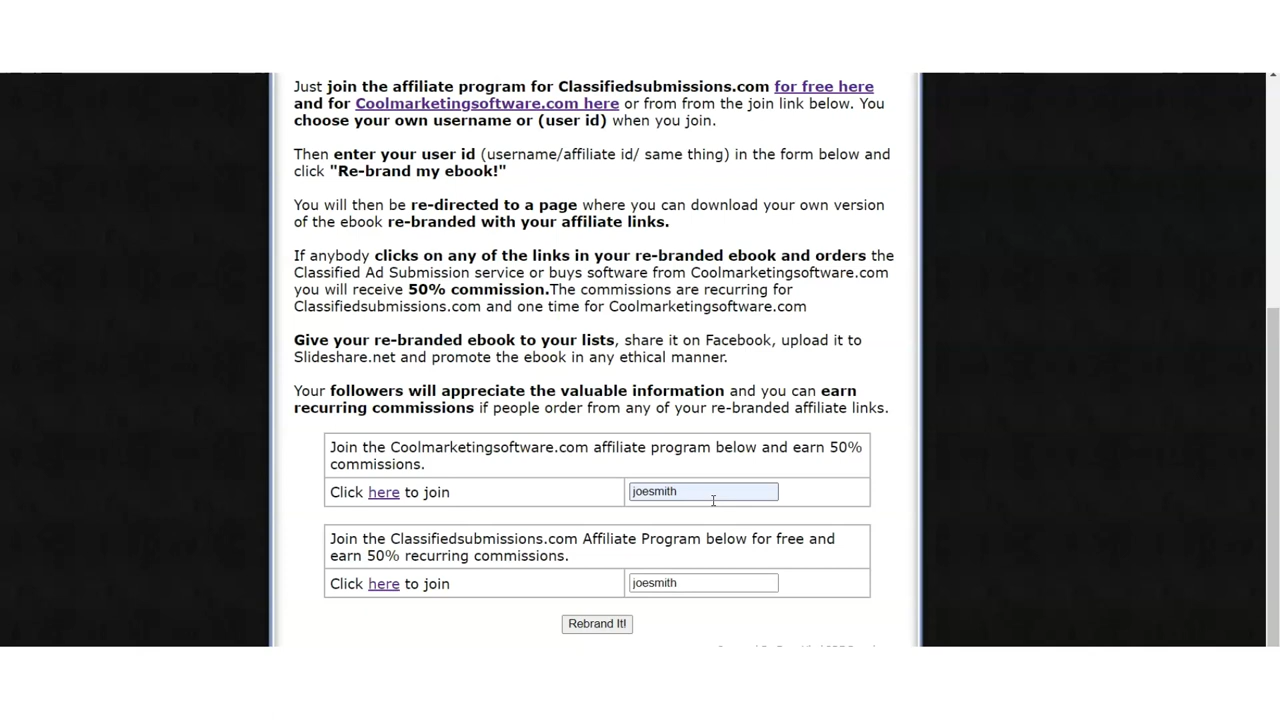 Just join the affiliate program for Classifiedsubmissions.com for free here
and for Coolmarketingsoftware.com here or from from the join link below. You
choose your own username or (user id) when you join.
Then enter your user id (username/affiliate id/ same thing) in the form below and
click "Re-brand my ebook!"
You will then be re-directed to a page where you can download your own version
of the ebook re-branded with your affiliate links.
If anybody clicks on any of the links in your re-branded ebook and orders the
Classified Ad Submission service or buys software from Coolmarketingsoftware.com
you will receive 50% commission.The commissions are recurring for
Classifiedsubmissions.com and one time for Coolmarketingsoftware.com
Give your re-branded ebook to your lists, share it on Facebook, upload it to
Slideshare.net and promote the ebook in any ethical manner.
Your followers will appreciate the valuable information and you can earn
recurring commissions if people order from any of your re-branded affiliate links.
Join the Coolmarketingsoftware.com affiliate program below and earn 50%
commissions.
Click here to join joesmith
Join the Classifiedsubmissions.com Affiliate Program below for free and
earn 50% recurring commissions.
Click here to join joesmith
Rebrand It!